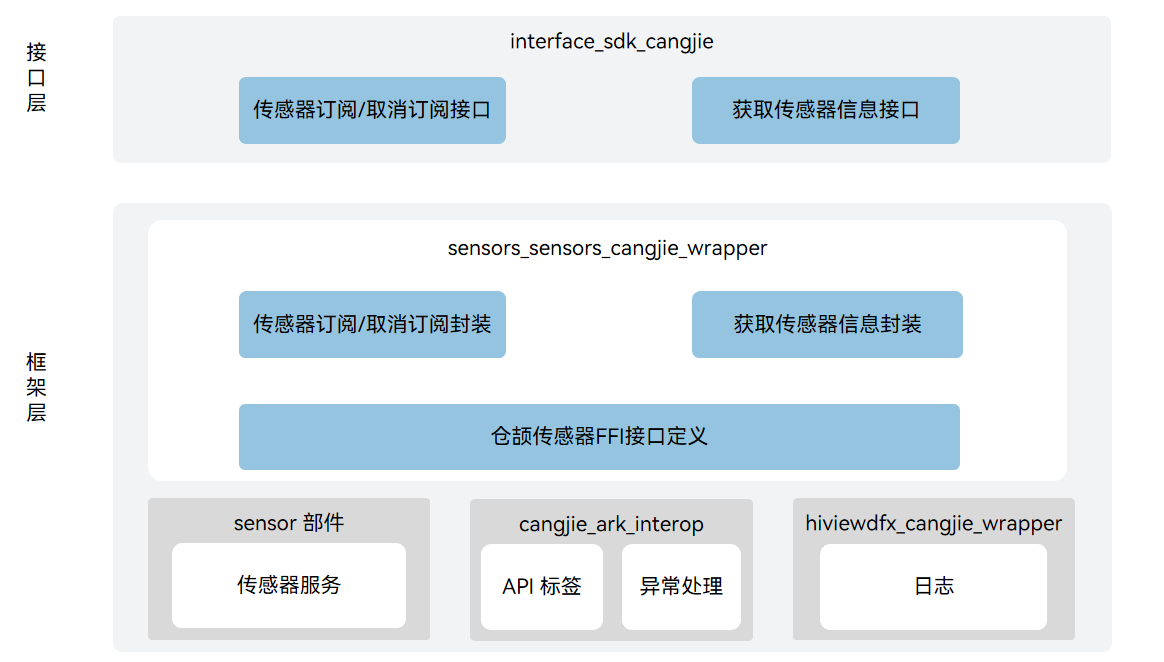 接口层
interface_sdk_cangjie
传感器订阅/取消订阅接口
获取传感器信息接口
框架层
sensors_sensors_cangjie_wrapper
传感器订阅/取消订阅封装
获取传感器信息封装
仓颉传感器FFI接口定义
sensor 部件
传感器服务
cangjie_ark_interop
API 标签
异常处理
hiviewdfx_cangjie_wrapper
日志